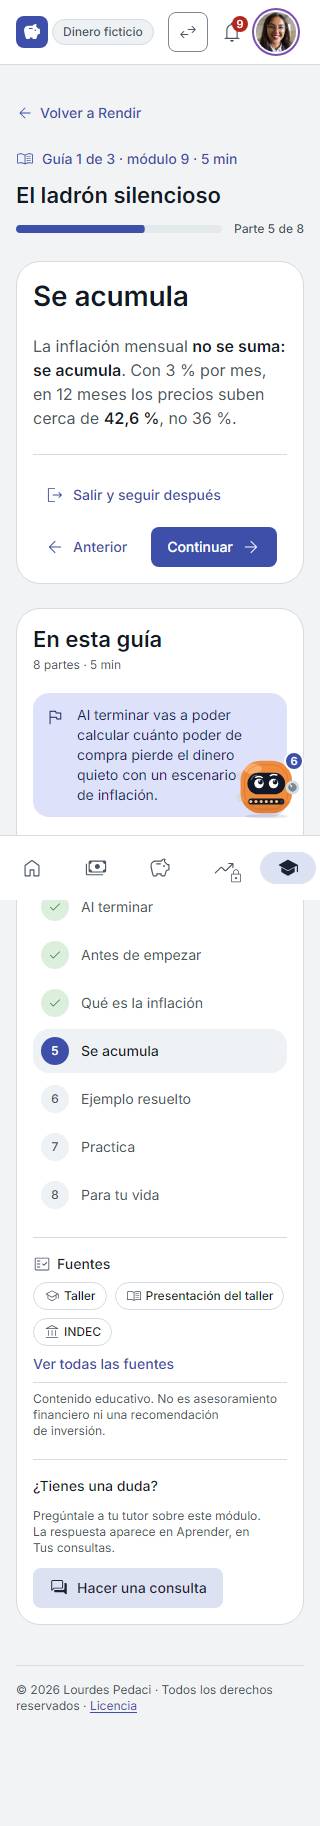 Dinero ficticio
9
Volver a Rendir
Guía 1 de 3 · módulo 9 · 5 min
El ladrón silencioso
Parte 5 de 8
Se acumula
La inflación mensual no se suma:
se acumula. Con 3 % por mes,
en 12 meses los precios suben
cerca de 42,6 %, no 36 %.
Salir y seguir después
Anterior
Continuar
En esta guía
8 partes · 5 min
Al terminar vas a poder
calcular cuánto poder de
compra pierde el dinero
quieto con un escenario
de inflación.
6
Al terminar
Antes de empezar
Qué es la inflación
5 Se acumula
6 Ejemplo resuelto
7 Practica
8 Para tu vida
Fuentes
Taller
Presentación del taller
INDEC
Ver todas las fuentes
Contenido educativo. No es asesoramiento
financiero ni una recomendación
de inversión.
¿Tienes una duda?
Pregúntale a tu tutor sobre este módulo.
La respuesta aparece en Aprender, en
Tus consultas.
Hacer una consulta
© 2026 Lourdes Pedaci · Todos los derechos
reservados · Licencia